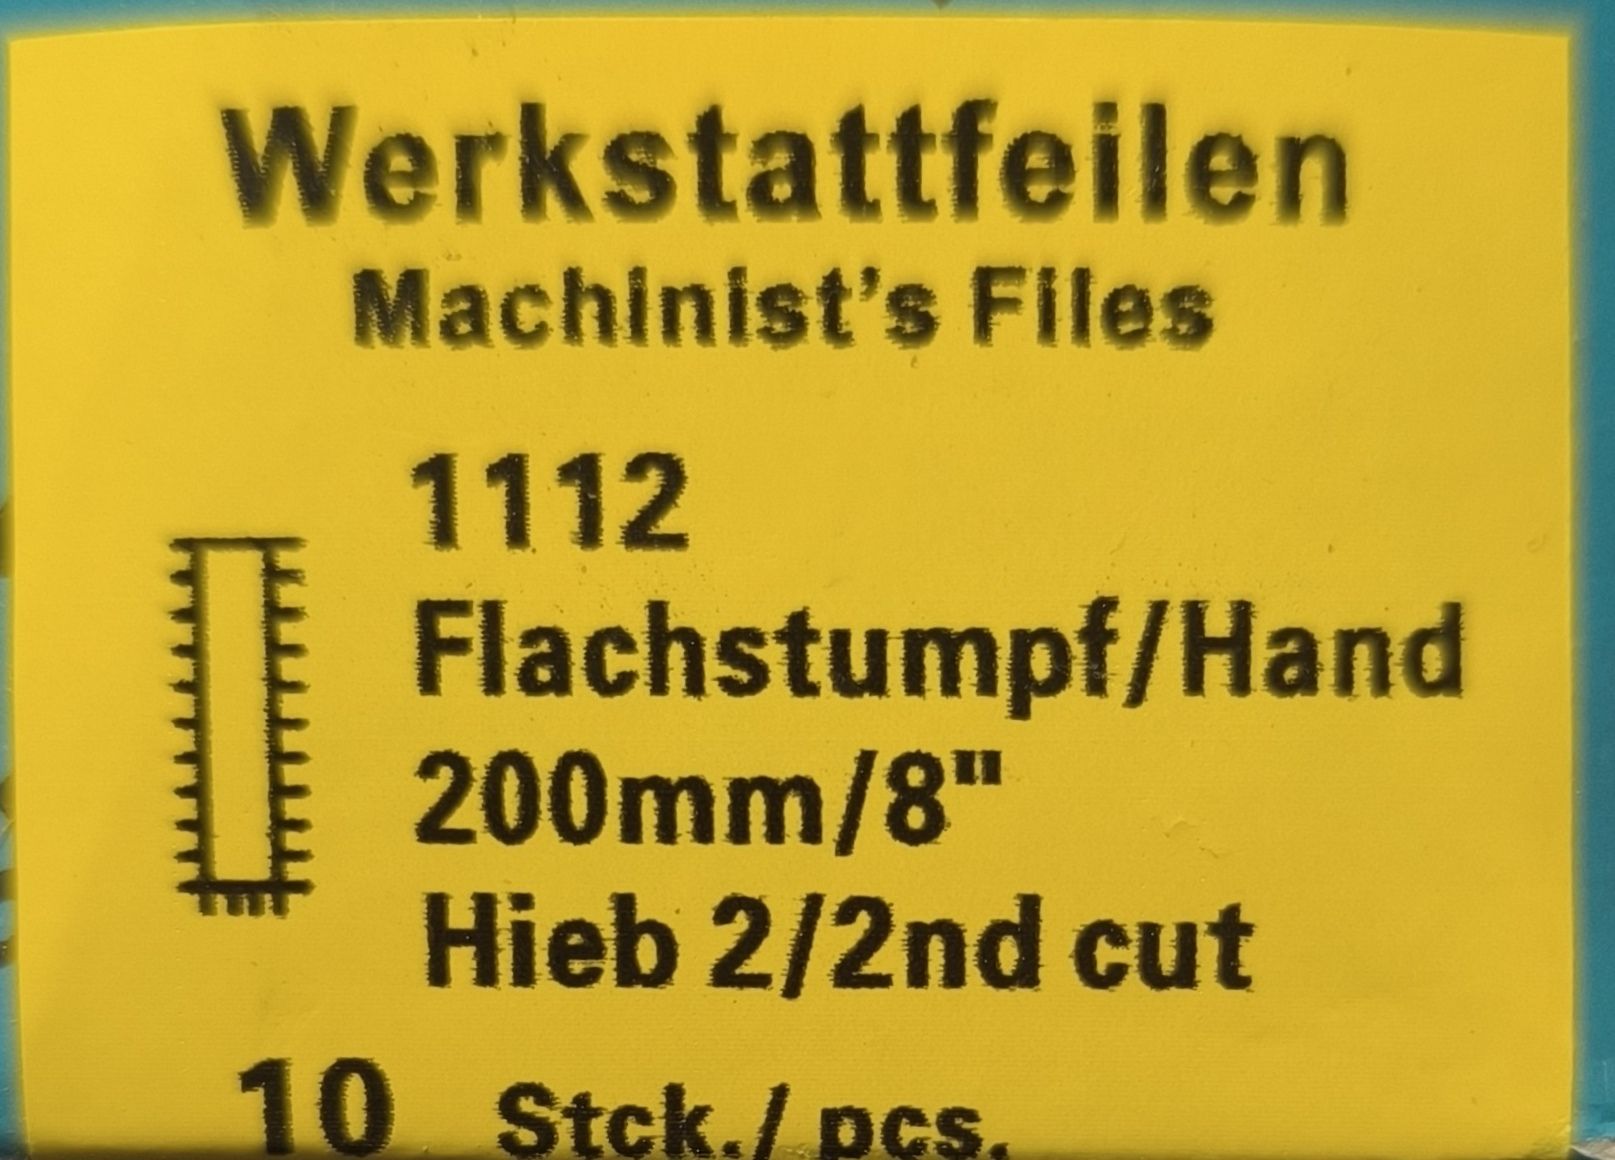 Werkstattfeilen
Machinist's Files
1112
Flachstumpf/Hand
200mm/8"
Hieb 2/2nd cut
10 Stck./ pcs.